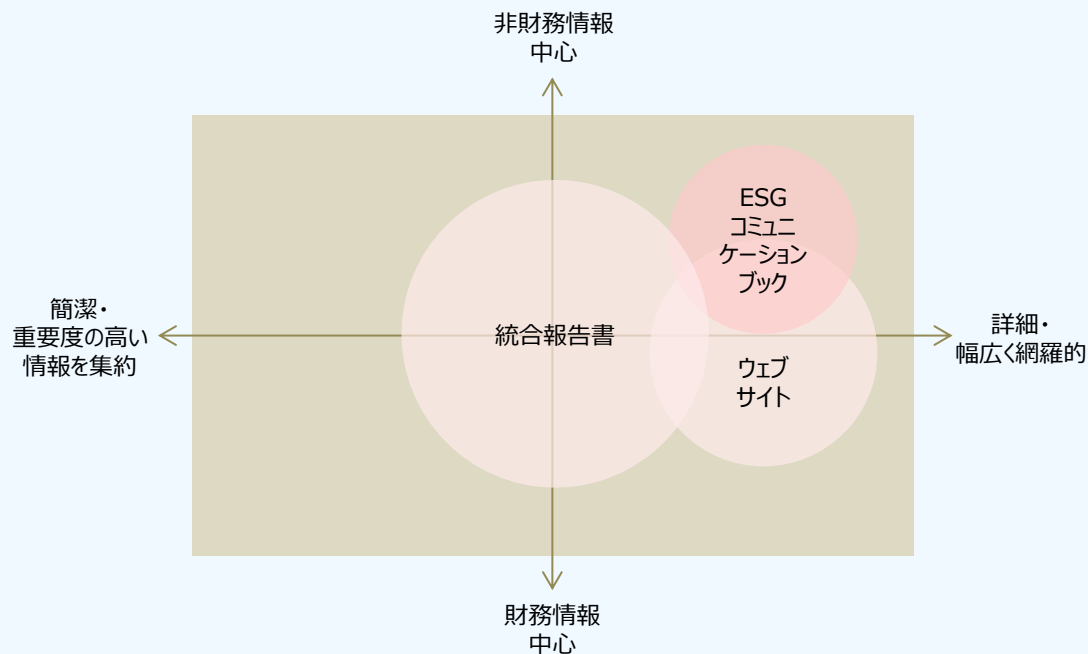 非財務情報
中心
ESG
コミュニ
ケーション
ブック
簡潔・
重要度の高い
情報を集約
統合報告書
詳細・
幅広く網羅的
ウェブ
サイト
財務情報
中心